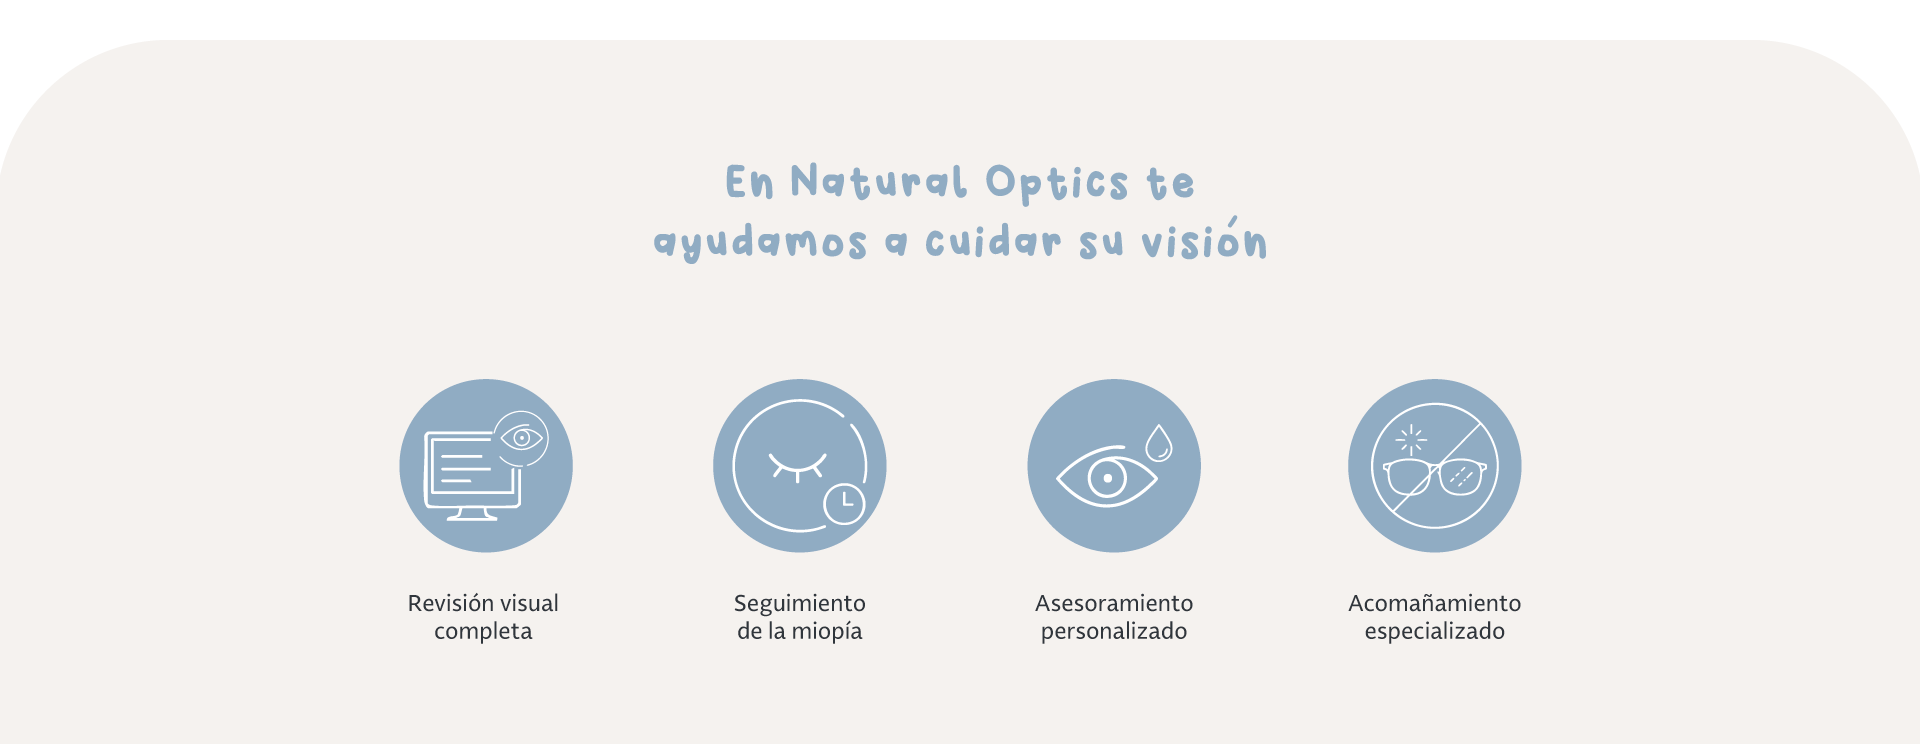 En Natural Optics te
ayudamos a cuidar su visión
Revisión visual
completa
Seguimiento
de la miopía
Asesoramiento
personalizado
Acomañamiento
especializado